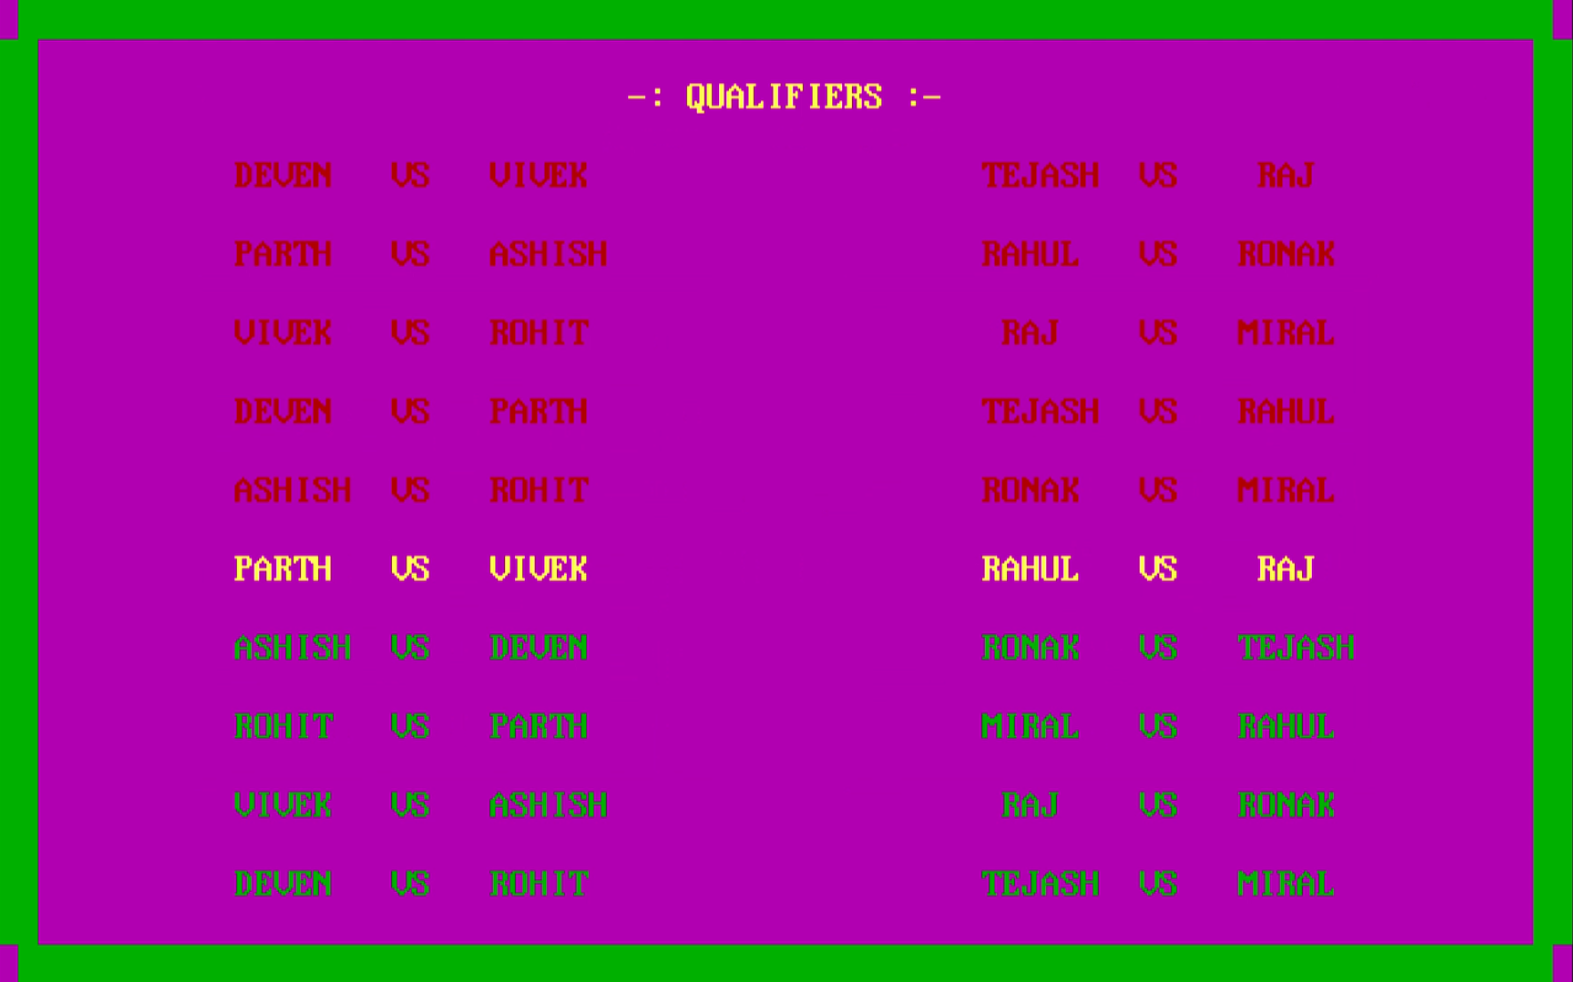 -: QUALIFIERS :-
DEVEN VS VIVEK TEJASH VS RAJ
PARTH VS ASHISH RAHUL VS RONAK
VIVEK VS ROHIT RAJ VS MIRAL
DEVEN VS PARTH TEJASH VS RAHUL
ASHISH VS ROHIT RONAK VS MIRAL
PARTH VS VIVEK RAHUL VS RAJ
ASHISH VS DEVEN RONAK VS TEJASH
ROHIT VS PARTH MIRAL VS RAHUL
VIVEK VS ASHISH RAJ VS RONAK
DEVEN VS ROHIT TEJASH VS MIRAL